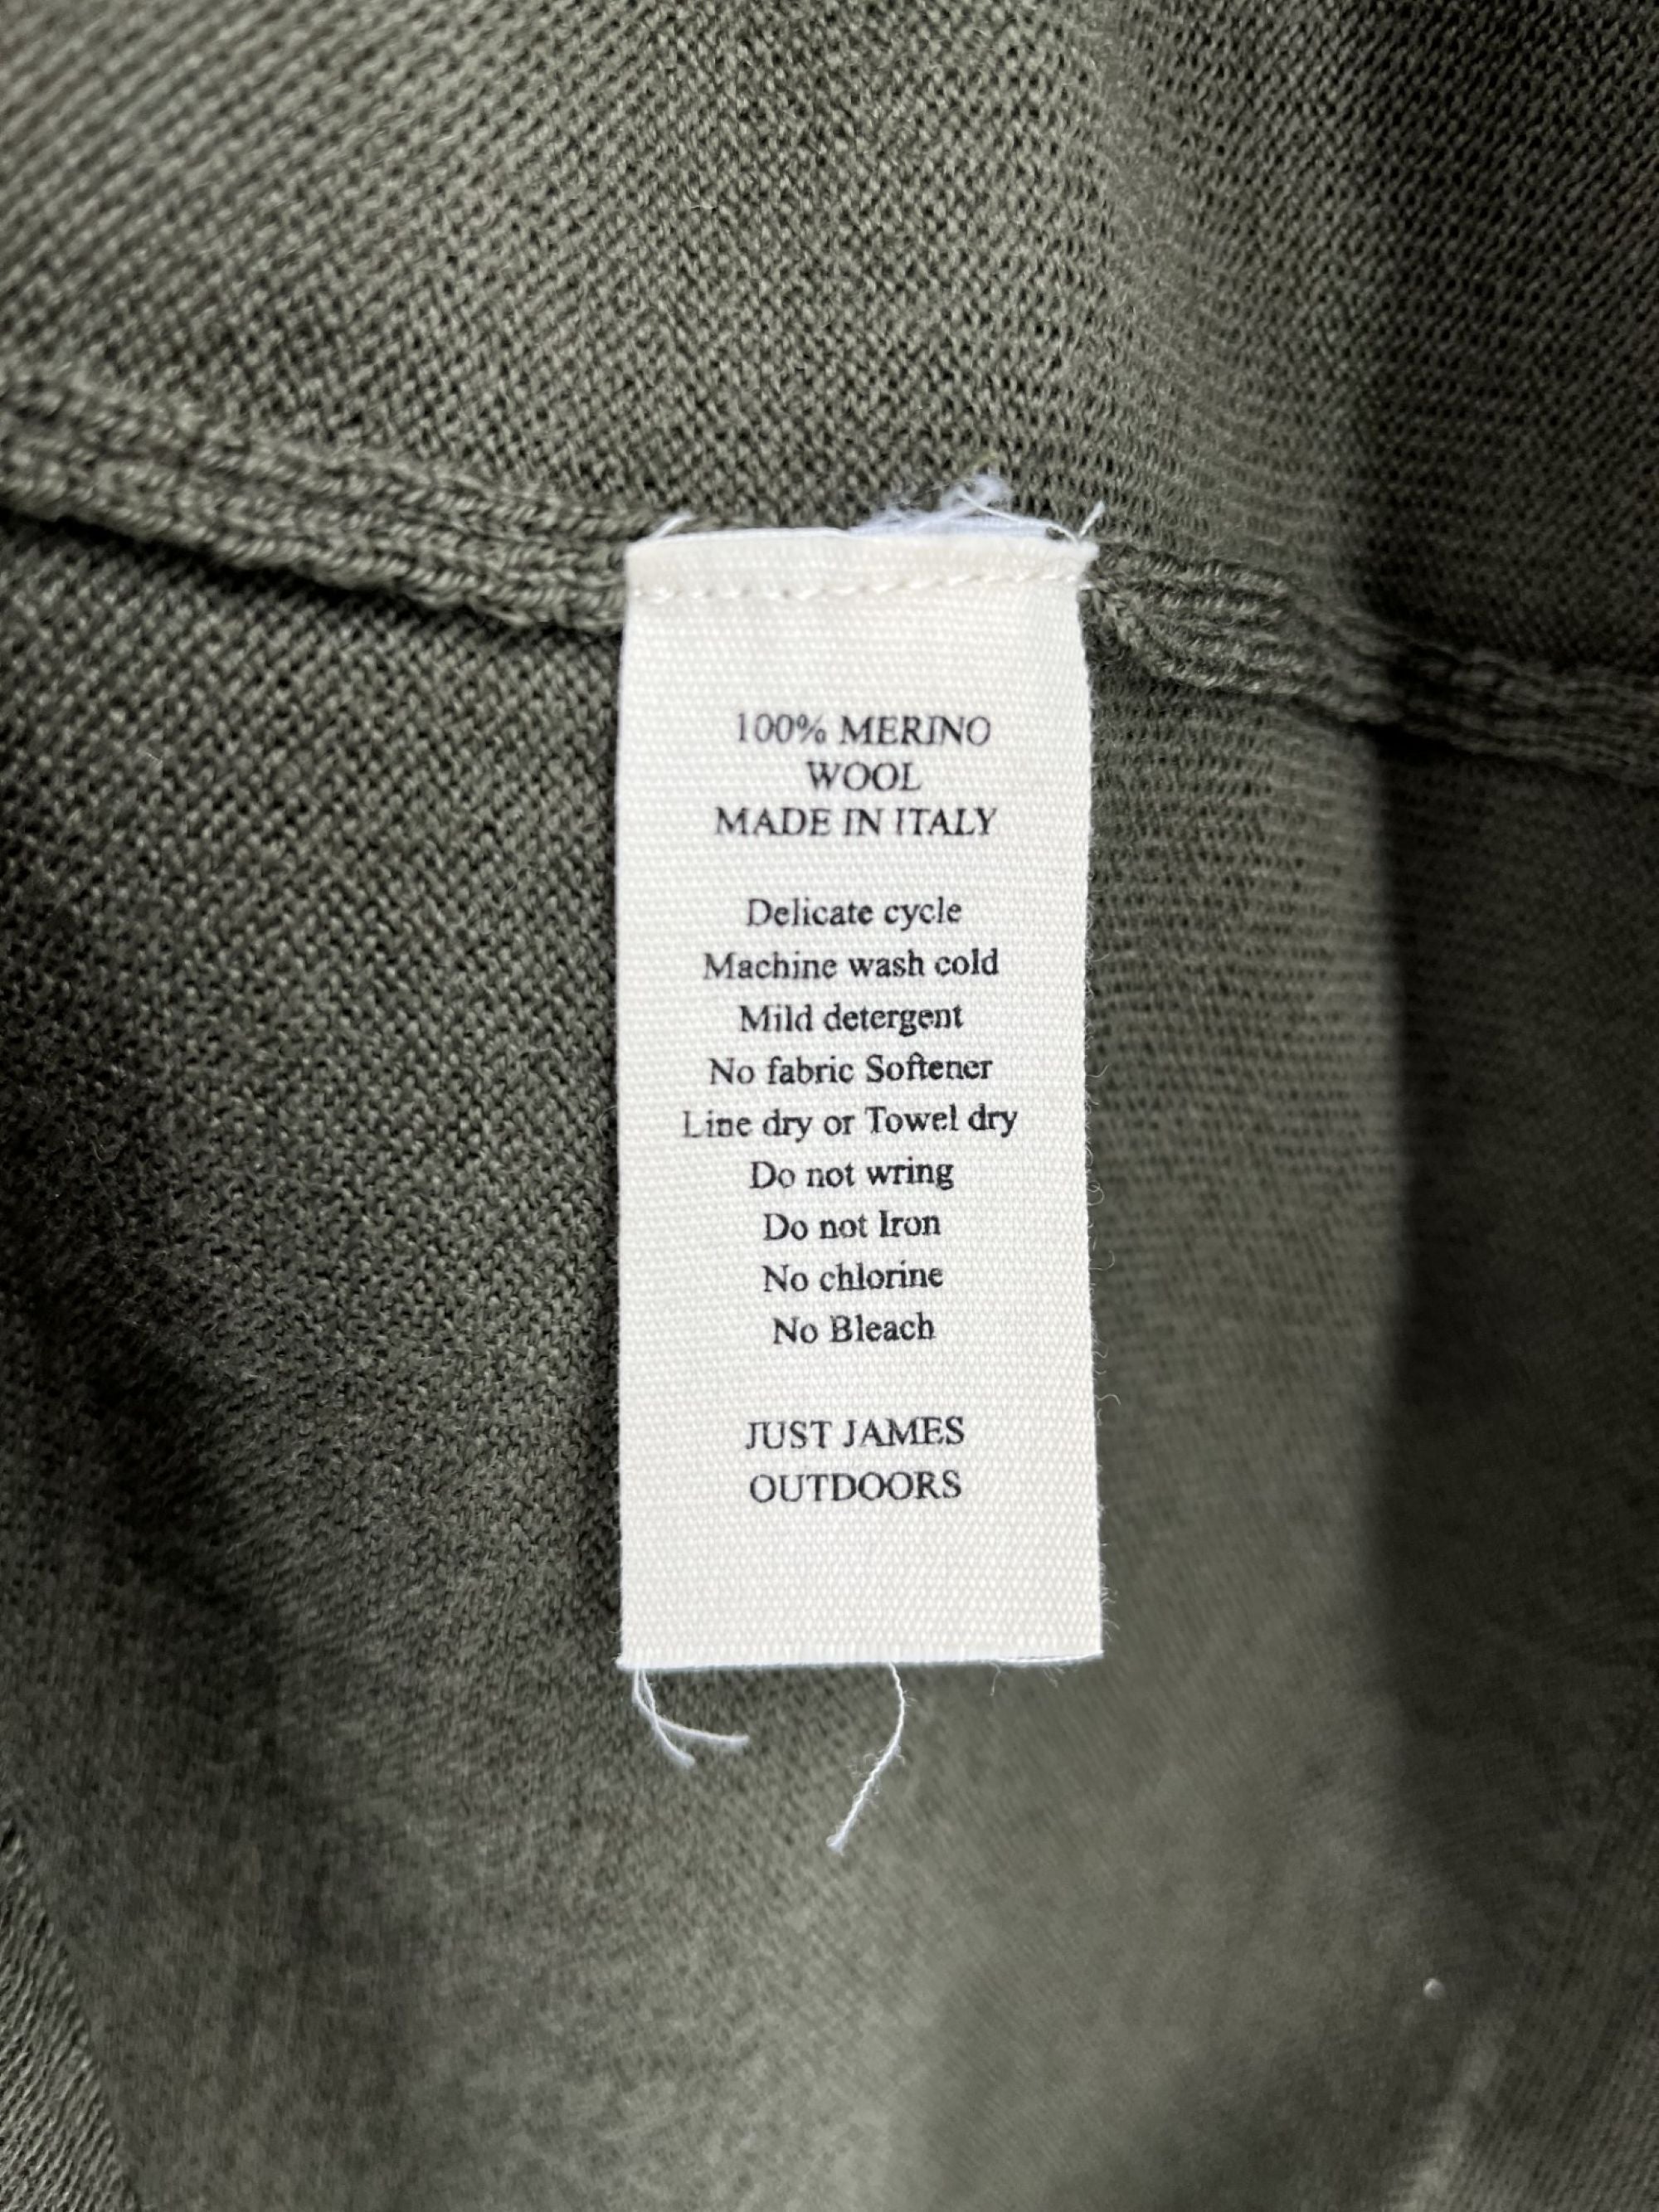 100% MERINO
WOOL
MADE IN ITALY
Delicate cycle
Machine wash cold
Mild detergent
No fabric Softener
Line dry or Towel dry
Do not wring
Do not Iron
No chlorine
No Bleach
JUST JAMES
OUTDOORS